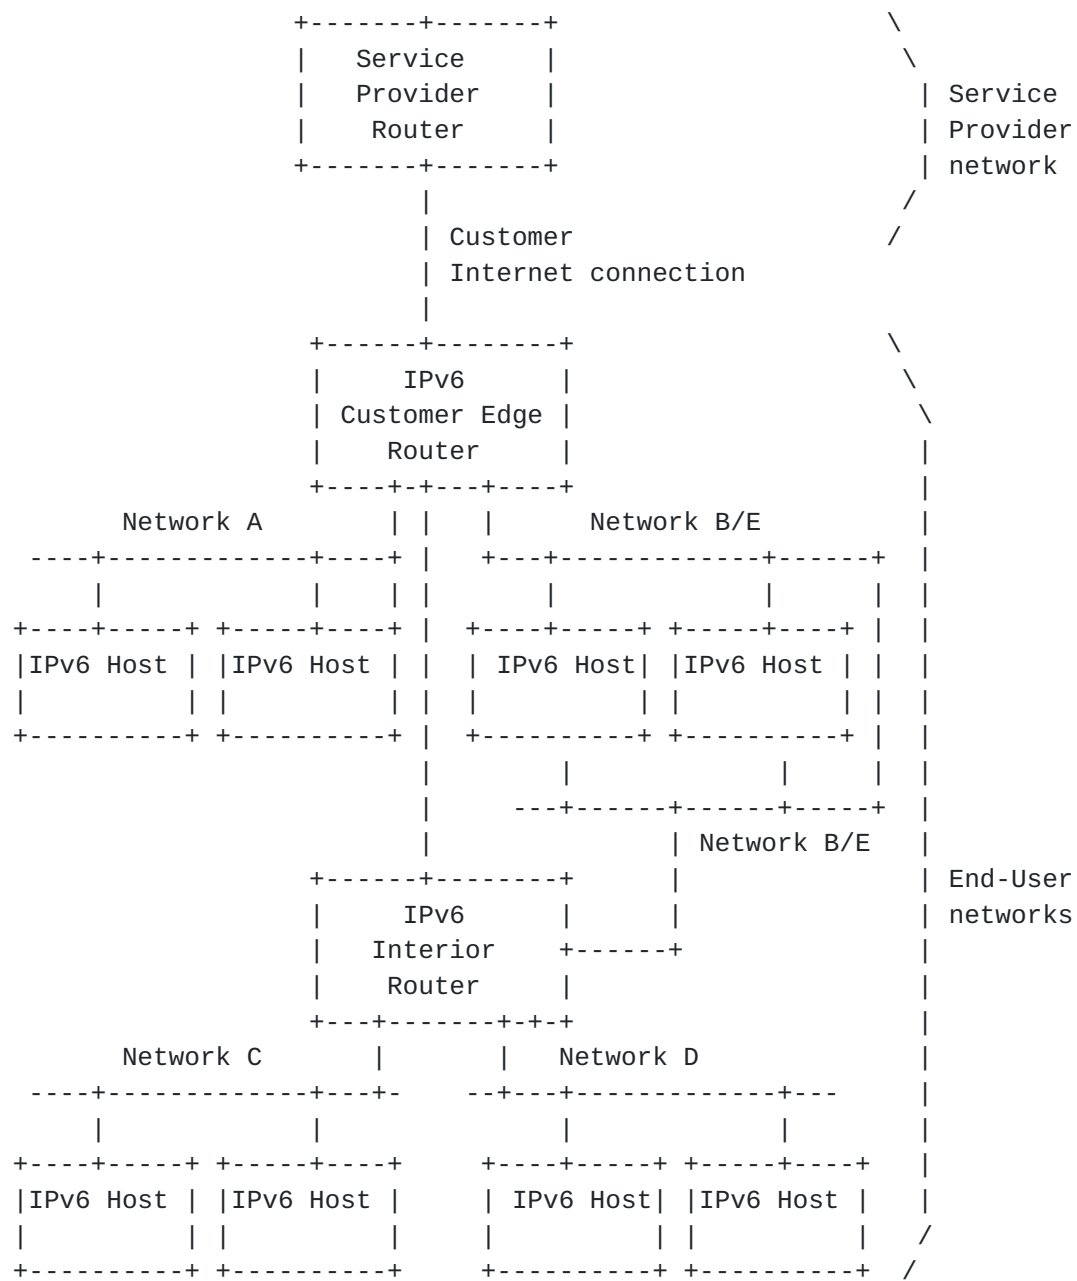 Service
Provider
Router
Service
Provider
network
Customer
Internet connection
IPv6
Customer Edge
Router
Network A
Network B/E
IPv6 Host
IPv6 Host
IPv6 Host
IPv6 Host
Network B/E
End-User
networks
IPv6
Interior
Router
Network C
Network D
IPv6 Host
IPv6 Host
IPv6 Host
IPv6 Host